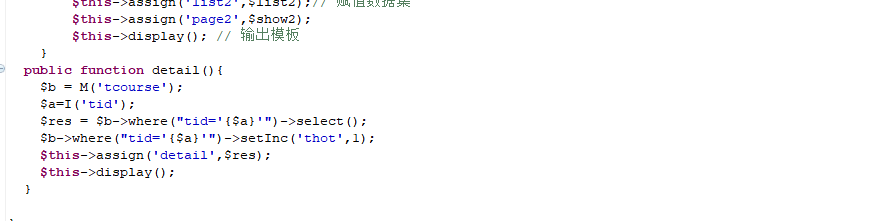 $this->assign('list2',$list2);// 赋值数据集
$this->assign('page2',$show2);
$this->display(); // 输出模板
}
public function detail(){
$b = M('tcourse');
$a=I('tid');
$res = $b->where("tid='{$a}'")->select();
$b->where("tid='{$a}'")->setInc('thot',1);
$this->assign('detail',$res);
$this->display();
}